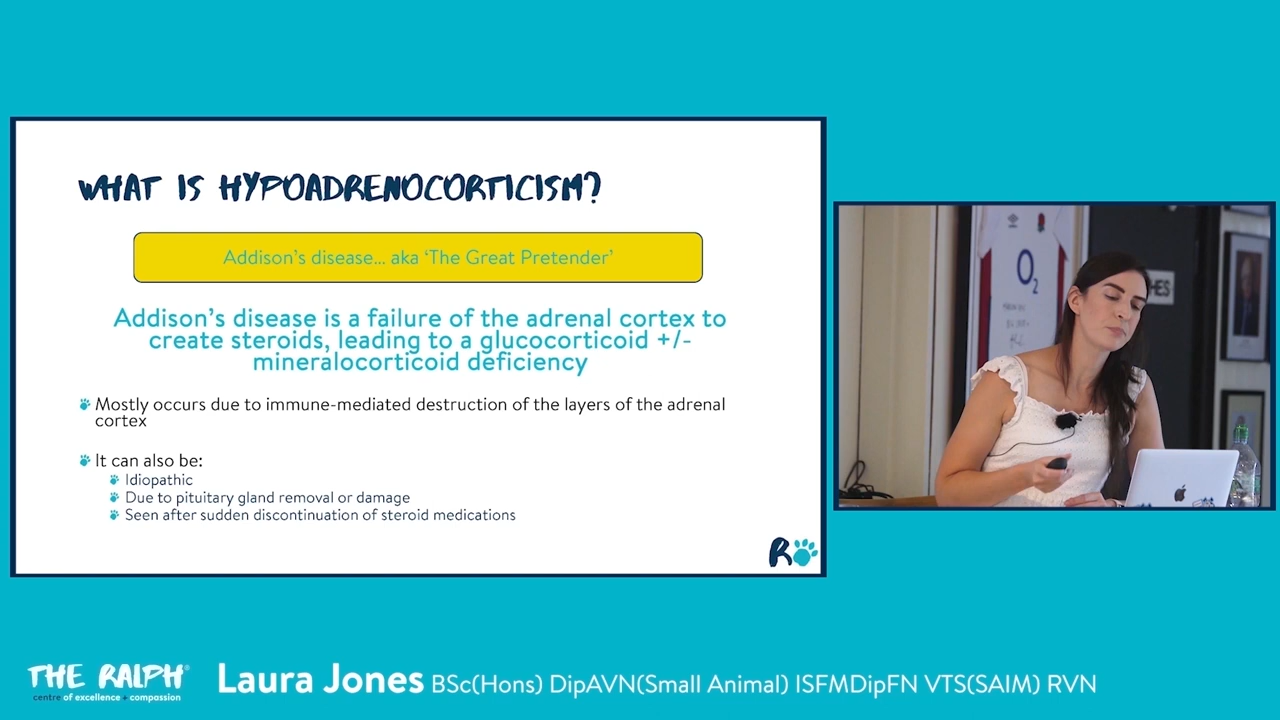 WHAT IS HYPOADRENOCORTICISM?
Addison's disease... aka 'The Great Pretender'
Addison's disease is a failure of the adrenal cortex to
create steroids, leading to a glucocorticoid +/-
mineralocorticoid deficiency
Mostly occurs due to immune-mediated destruction of the layers of the adrenal
cortex
It can also be:
Idiopathic
Due to pituitary gland removal or damage
Seen after sudden discontinuation of steroid medications
R
O2
HES
THE RALPH®
centre of excellence + compassion
Laura Jones BSc(Hons) DipAVN(Small Animal) ISFMDipFN VTS(SAIM) RVN